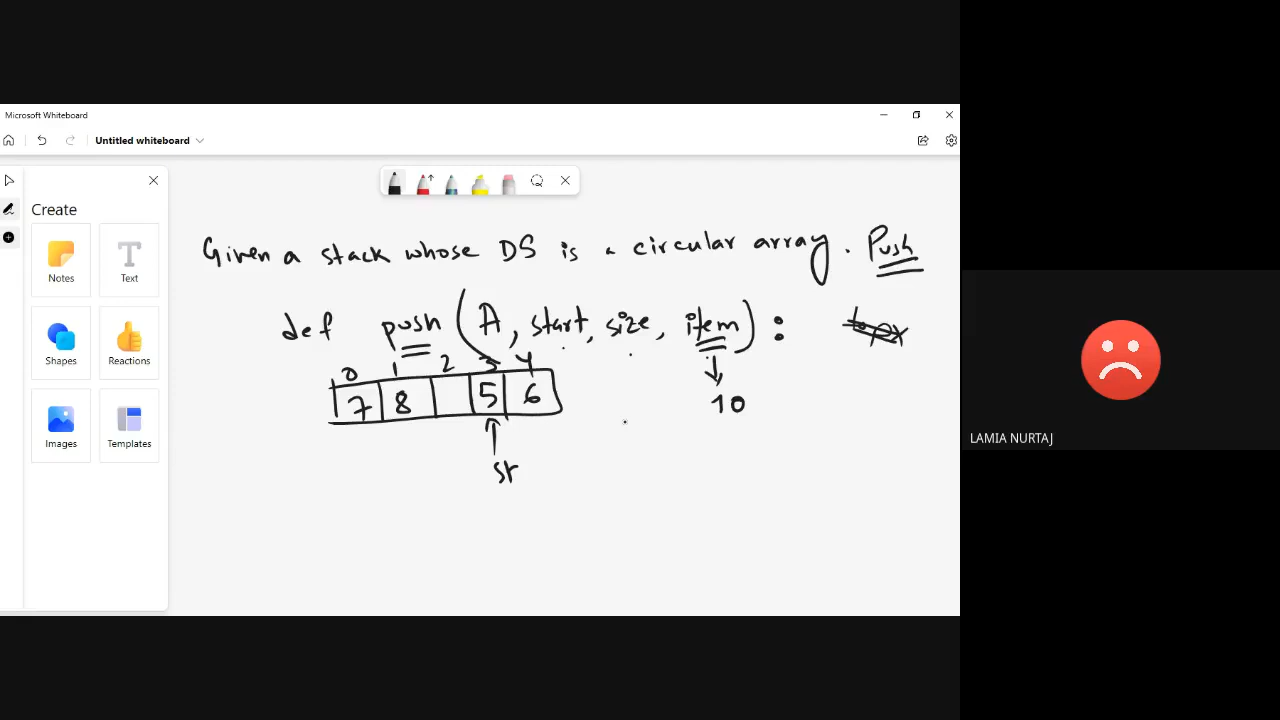 Microsoft Whiteboard
Untitled whiteboard
Create
Notes
Text
Shapes
Reactions
Images
Templates
Given a stack whose DS is a circular array. Push
def push(A, start, size, item):
0 1 2 3 4
7 8 5 6
10
st
LAMIA NURTAJ